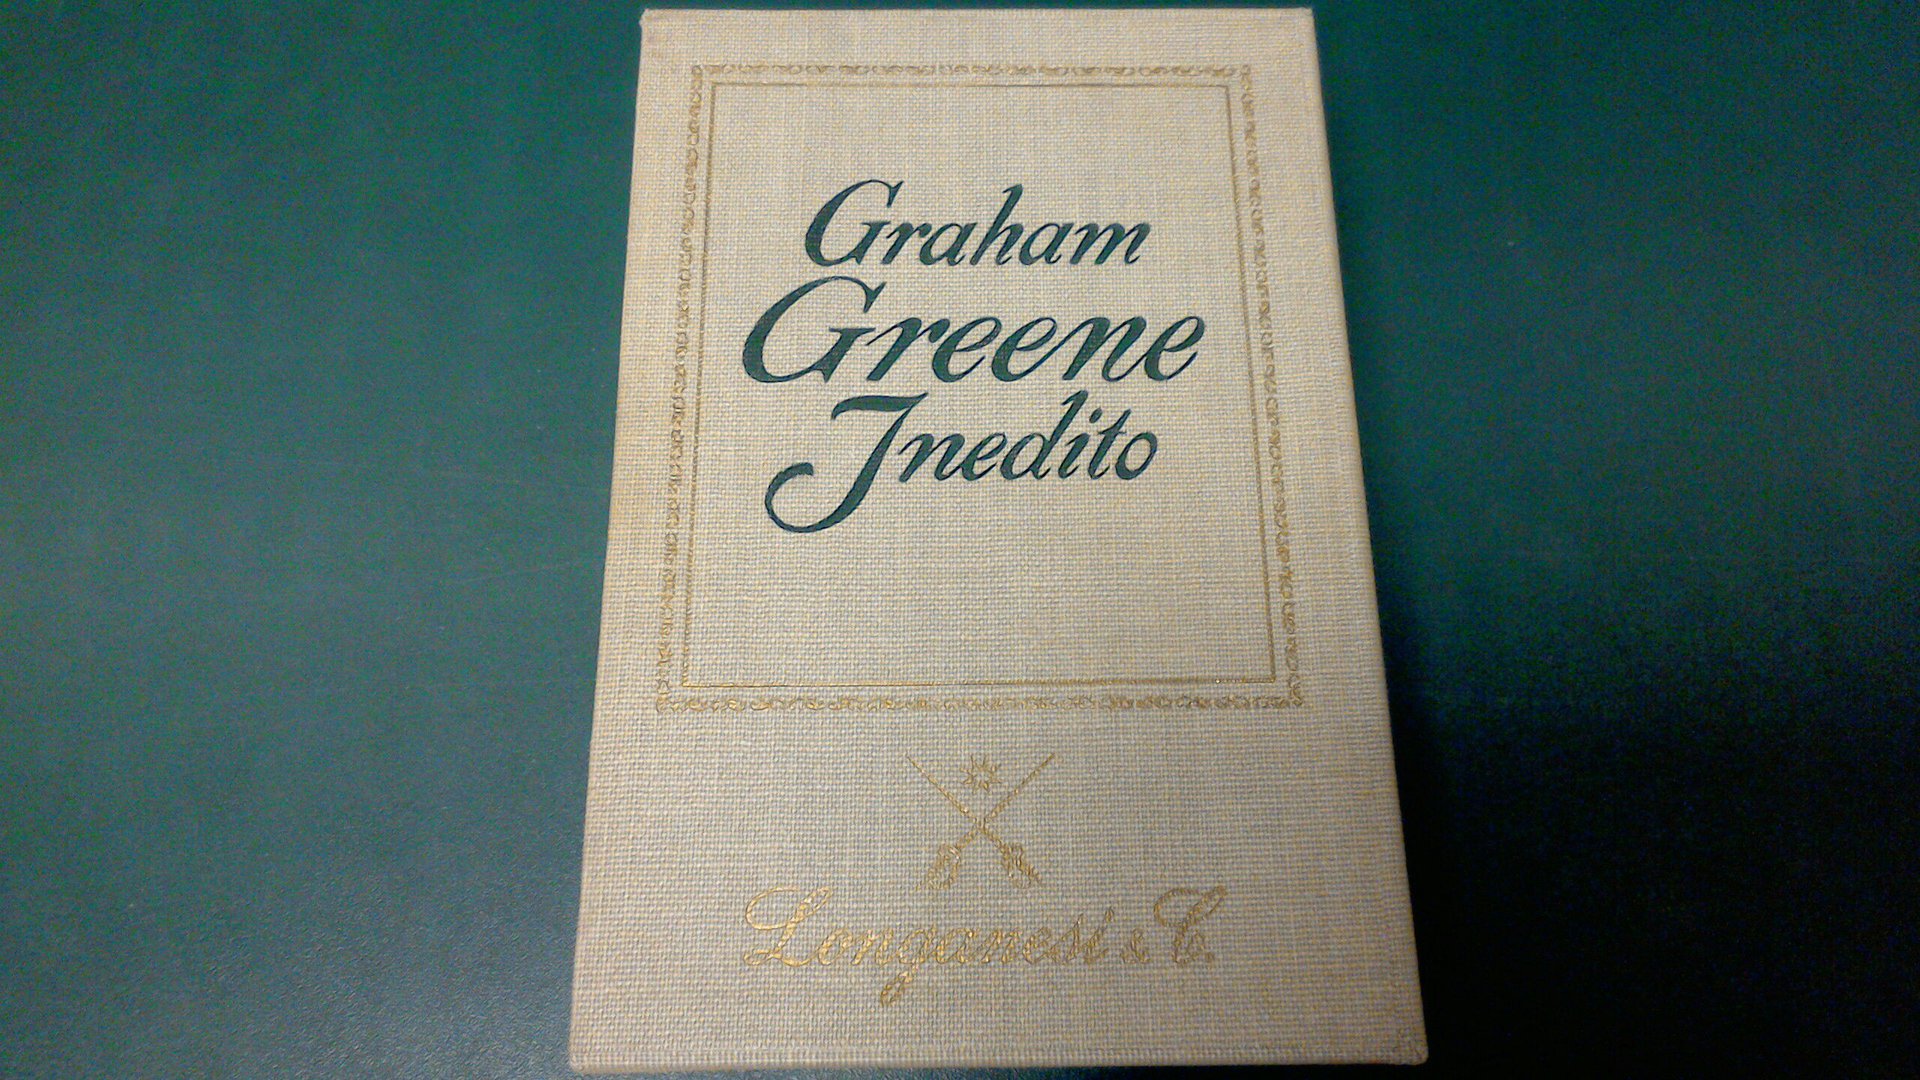 Graham
Greene
Inedito
Longanesi & C.